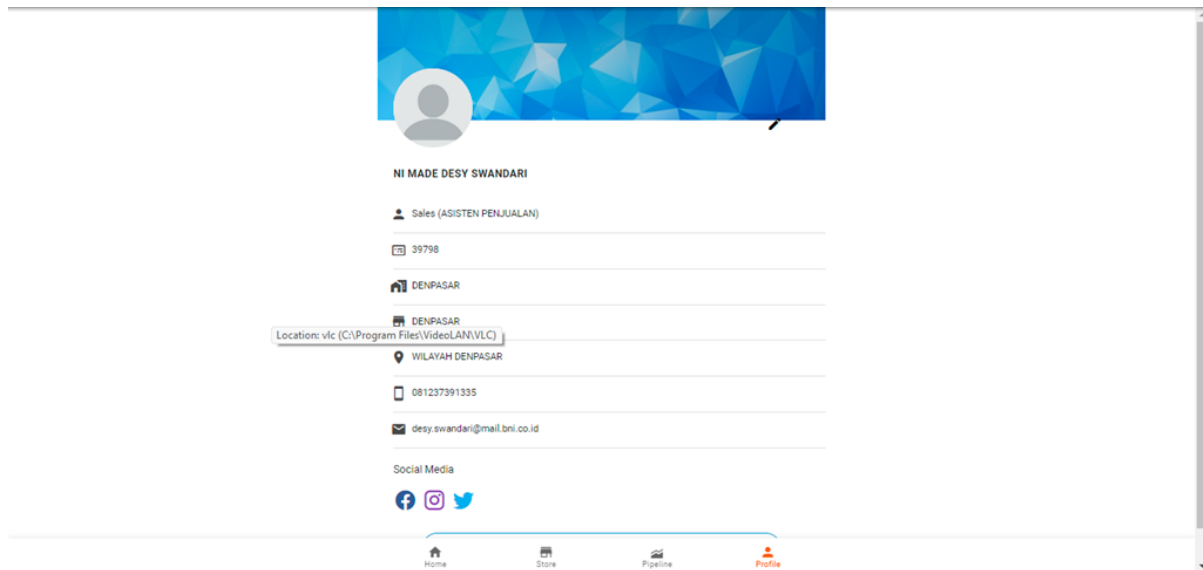 NI MADE DESY SWANDARI
Sales (ASISTEN PENJUALAN)
39798
DENPASAR
DENPASAR
Location: vlc (C:\Program Files\VideoLAN\VLC)
WILAYAH DENPASAR
081237391335
desy.swandari@mail.bni.co.id
Social Media
Home Store Pipeline Profile